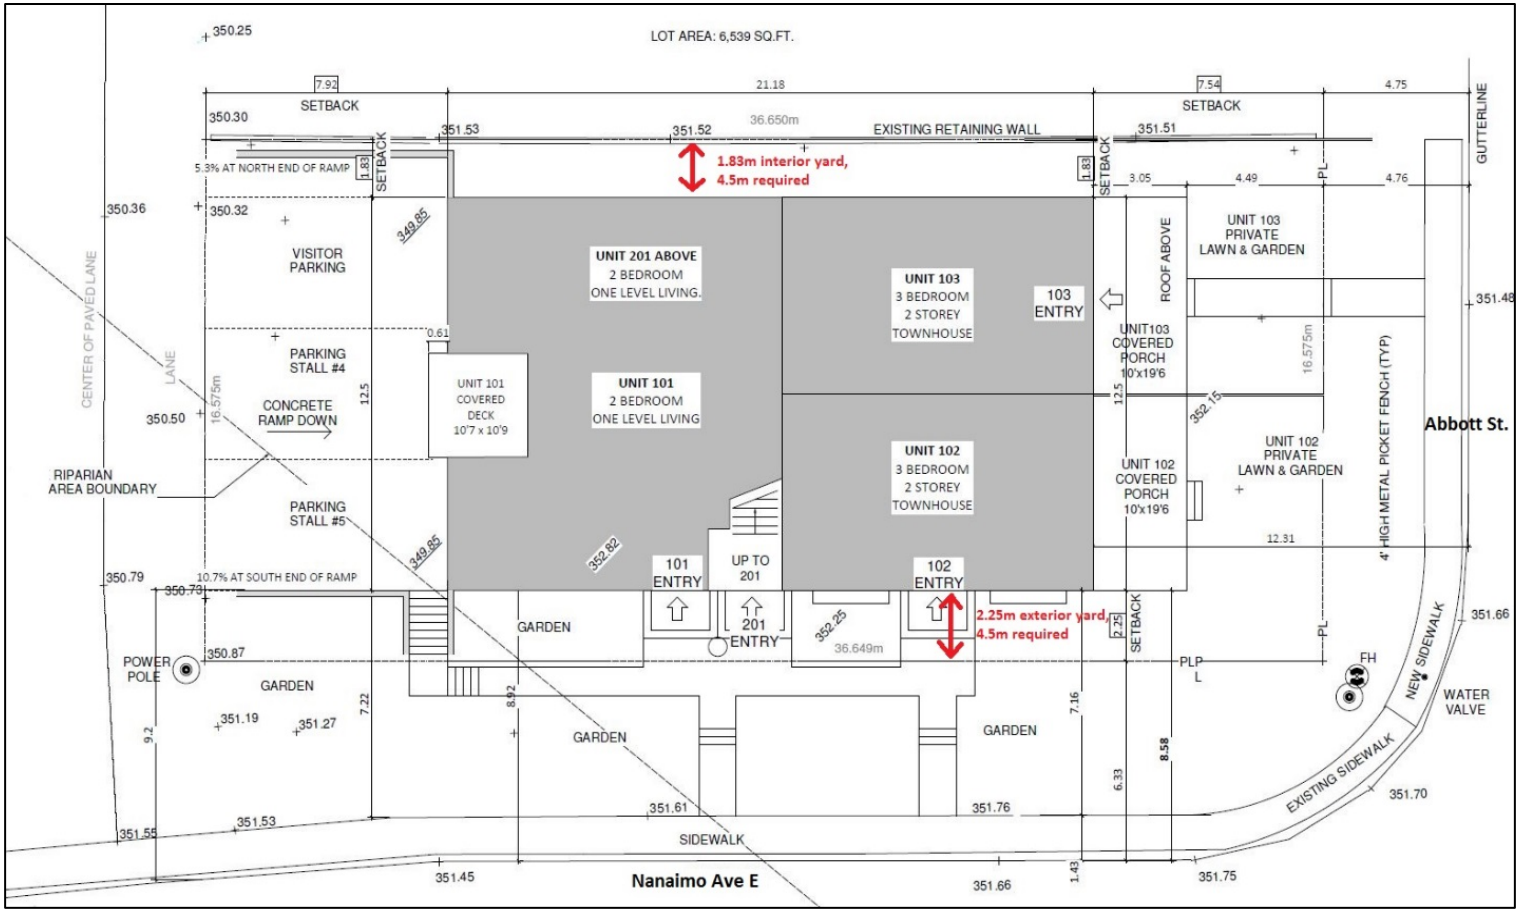 350.25
LOT AREA: 6,539 SQ.FT.
7.92
21.18
7.54
4.75
SETBACK
SETBACK
GUTTERLINE
350.30
351.53
36.650m
351.52
EXISTING RETAINING WALL
351.51
SETBACK
1.83
5.3% AT NORTH END OF RAMP
1.83m interior yard,
4.5m required
1.83
SETBACK
3.05
4.49
PL
4.76
350.36
350.32
349.85
VISITOR
PARKING
UNIT 201 ABOVE
2 BEDROOM
ONE LEVEL LIVING.
UNIT 103
3 BEDROOM
2 STOREY
TOWNHOUSE
103
ENTRY
ROOF ABOVE
UNIT 103
PRIVATE
LAWN & GARDEN
351.48
CENTER OF PAVED LANE
LANE
16.575m
0.61
PARKING
STALL #4
12.5
UNIT 101
COVERED
DECK
10'7 x 10'9
UNIT 101
2 BEDROOM
ONE LEVEL LIVING
UNIT103
COVERED
PORCH
10'x19'6
12.5
16.575m
4' HIGH METAL PICKET FENCE (TYP)
350.50
CONCRETE
RAMP DOWN
352.15
Abbott St.
RIPARIAN
AREA BOUNDARY
UNIT 102
3 BEDROOM
2 STOREY
TOWNHOUSE
UNIT 102
COVERED
PORCH
10'x19'6
UNIT 102
PRIVATE
LAWN & GARDEN
PARKING
STALL #5
349.85
352.82
12.31
350.79
10.7% AT SOUTH END OF RAMP
350.73
101
ENTRY
UP TO
201
102
ENTRY
GARDEN
201
ENTRY
352.25
36.649m
2.25m exterior yard,
4.5m required
2.25
SETBACK
PL
351.66
350.87
POWER
POLE
PLP
L
FH
NEW SIDEWALK
WATER
VALVE
GARDEN
351.19
351.27
7.22
8.92
9.2
GARDEN
GARDEN
7.16
8.58
6.33
EXISTING SIDEWALK
351.70
351.55
351.53
351.61
351.76
SIDEWALK
351.45
Nanaimo Ave E
351.66
1.43
351.75